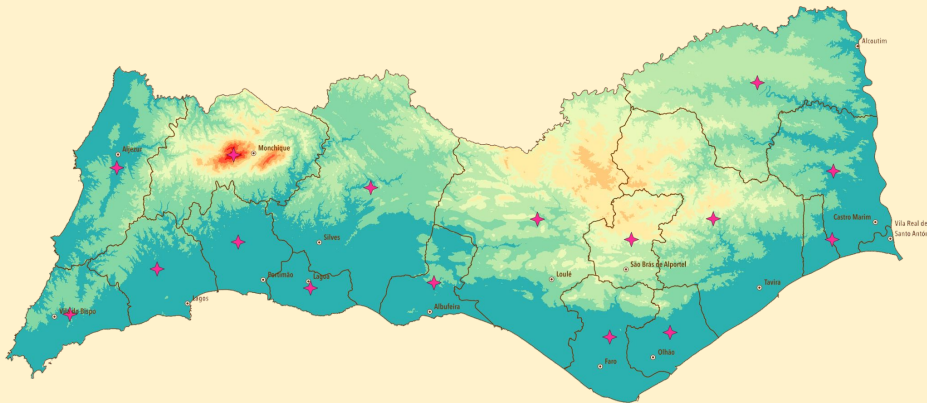 Alcoutim
Aljezur
Monchique
Castro Marim
Vila Real de
Santo Antón
Silves
São Brás de Alportel
Loulé
Portimão
Lagoa
Tavira
Lagos
Vila do Bispo
Albufeira
Olhão
Faro